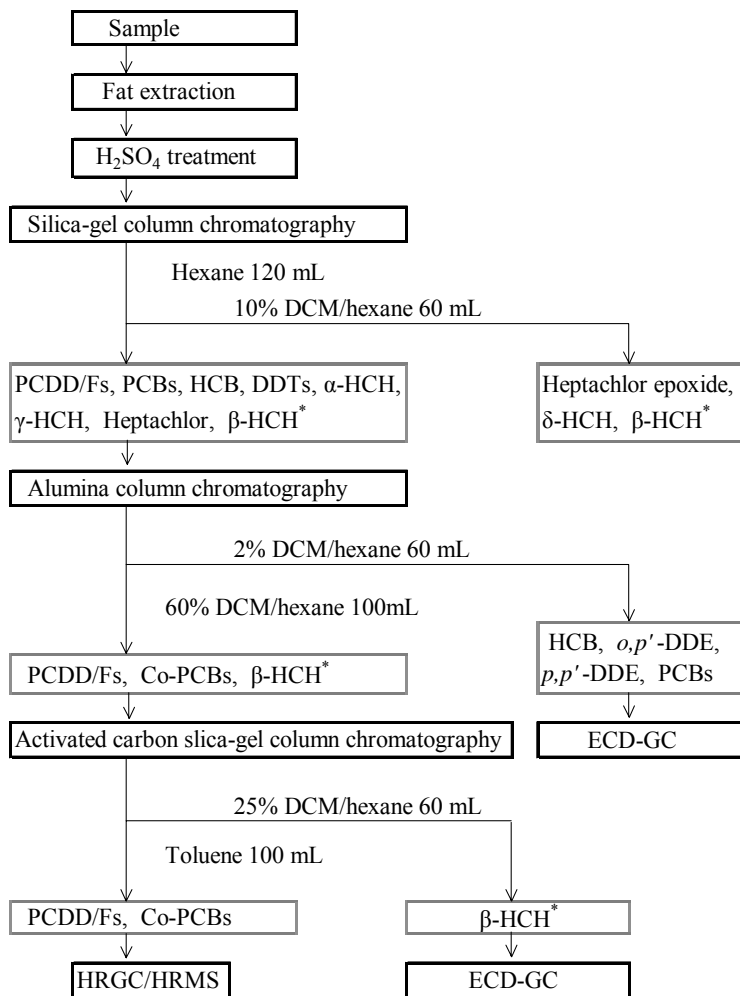 Sample
Fat extraction
H₂SO₄ treatment
Silica-gel column chromatography
Hexane 120 mL
10% DCM/hexane 60 mL
PCDD/Fs, PCBs, HCB, DDTs, α-HCH,
γ-HCH, Heptachlor, β-HCH*
Heptachlor epoxide,
δ-HCH, β-HCH*
Alumina column chromatography
2% DCM/hexane 60 mL
60% DCM/hexane 100mL
HCB, o,p'-DDE,
p,p'-DDE, PCBs
PCDD/Fs, Co-PCBs, β-HCH*
Activated carbon slica-gel column chromatography
ECD-GC
25% DCM/hexane 60 mL
Toluene 100 mL
PCDD/Fs, Co-PCBs
β-HCH*
HRGC/HRMS
ECD-GC